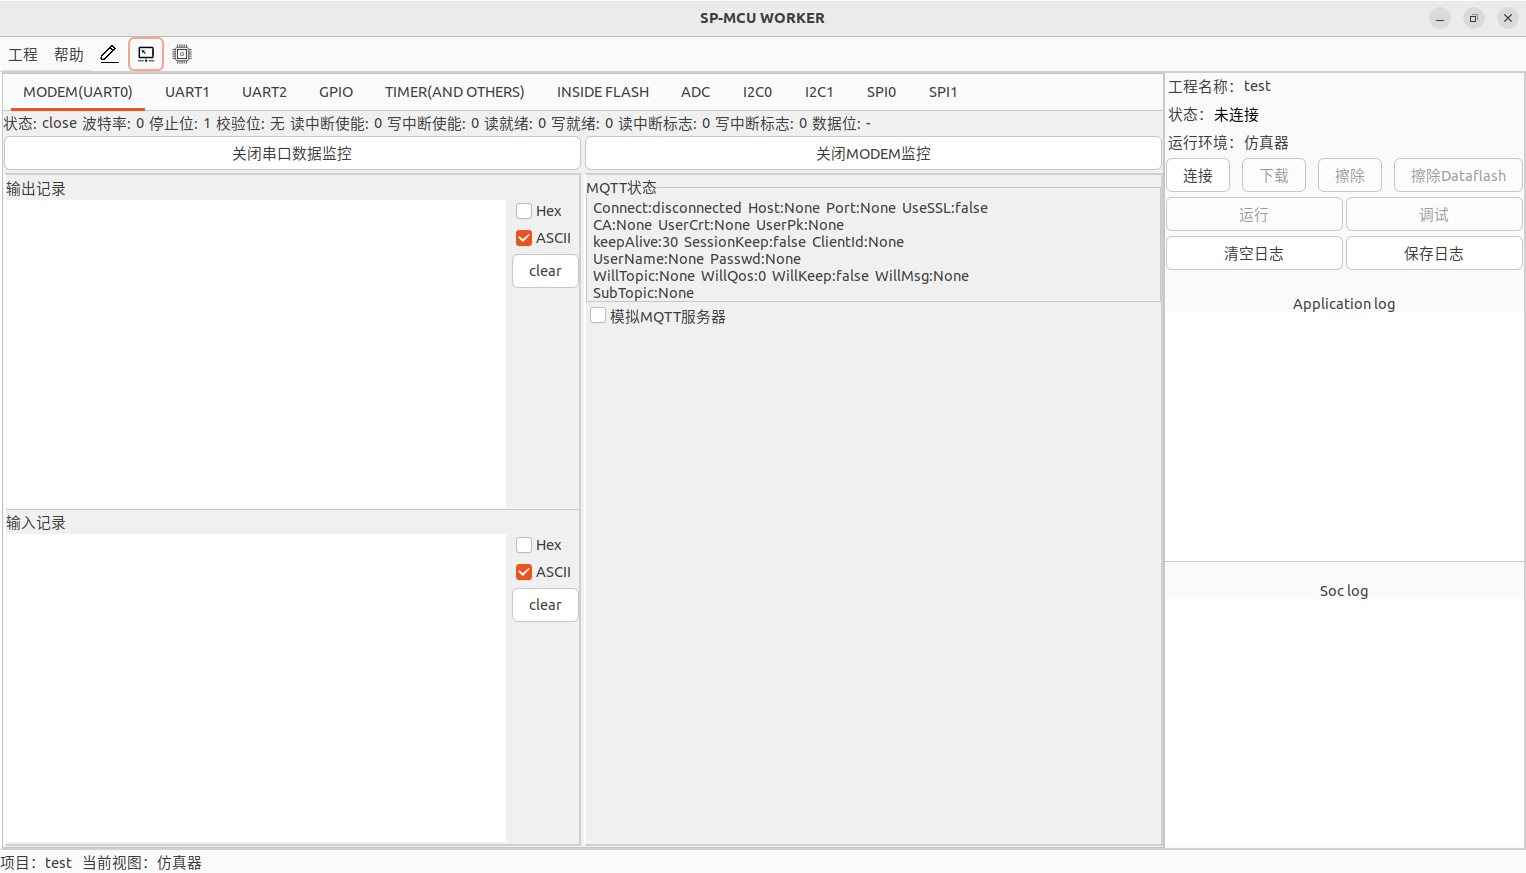 SP-MCU WORKER
工程 帮助
MODEM(UART0) UART1 UART2 GPIO TIMER(AND OTHERS) INSIDE FLASH ADC I2C0 I2C1 SPI0 SPI1
状态: close 波特率: 0 停止位: 1 校验位: 无 读中断使能: 0 写中断使能: 0 读就绪: 0 写就绪: 0 读中断标志: 0 写中断标志: 0 数据位: -
关闭串口数据监控
关闭MODEM监控
输出记录
Hex
ASCII
clear
输入记录
Hex
ASCII
clear
MQTT状态
Connect:disconnected Host:None Port:None UseSSL:false
CA:None UserCrt:None UserPk:None
keepAlive:30 SessionKeep:false ClientId:None
UserName:None Passwd:None
WillTopic:None WillQos:0 WillKeep:false WillMsg:None
SubTopic:None
模拟MQTT服务器
工程名称：test
状态：未连接
运行环境：仿真器
连接 下载 擦除 擦除Dataflash
运行 调试
清空日志 保存日志
Application log
Soc log
项目：test 当前视图：仿真器